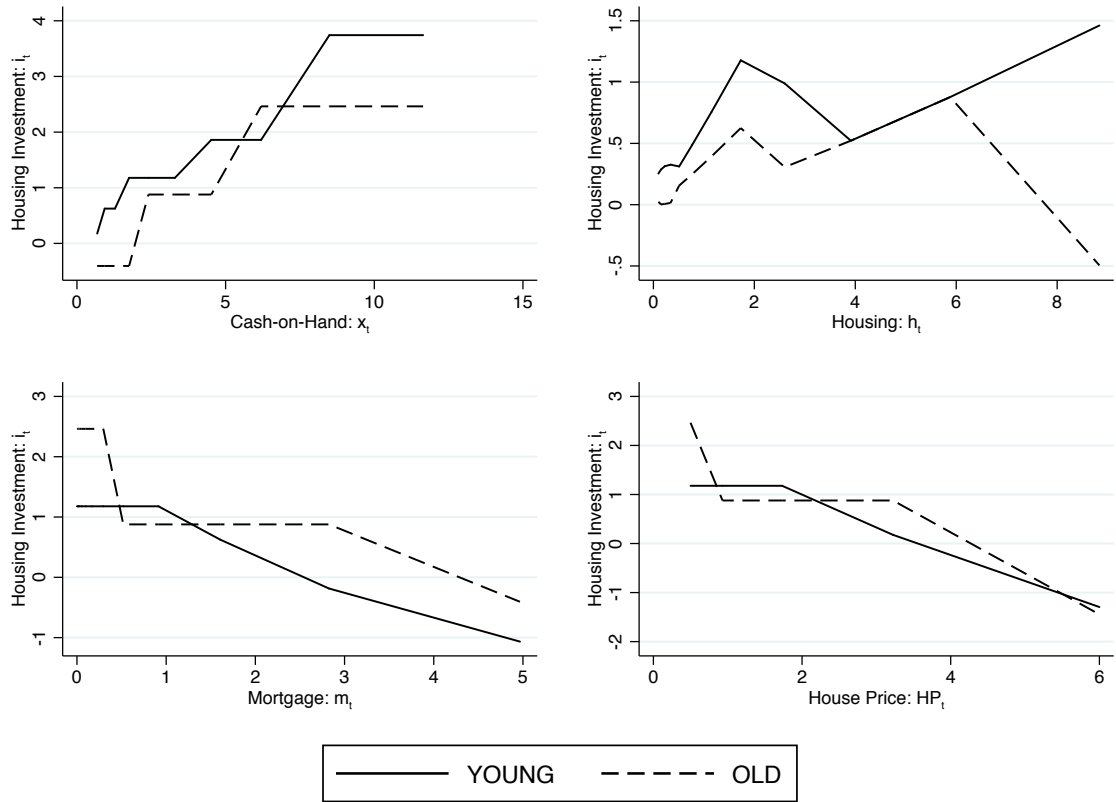 4
3
2
1
0
Housing Investment: i_t
0 5 10 15
Cash-on-Hand: x_t
1.5
1
.5
0
-.5
Housing Investment: i_t
0 2 4 6 8
Housing: h_t
3
2
1
0
-1
Housing Investment: i_t
0 1 2 3 4 5
Mortgage: m_t
3
2
1
0
-1
-2
Housing Investment: i_t
0 2 4 6
House Price: HP_t
YOUNG OLD